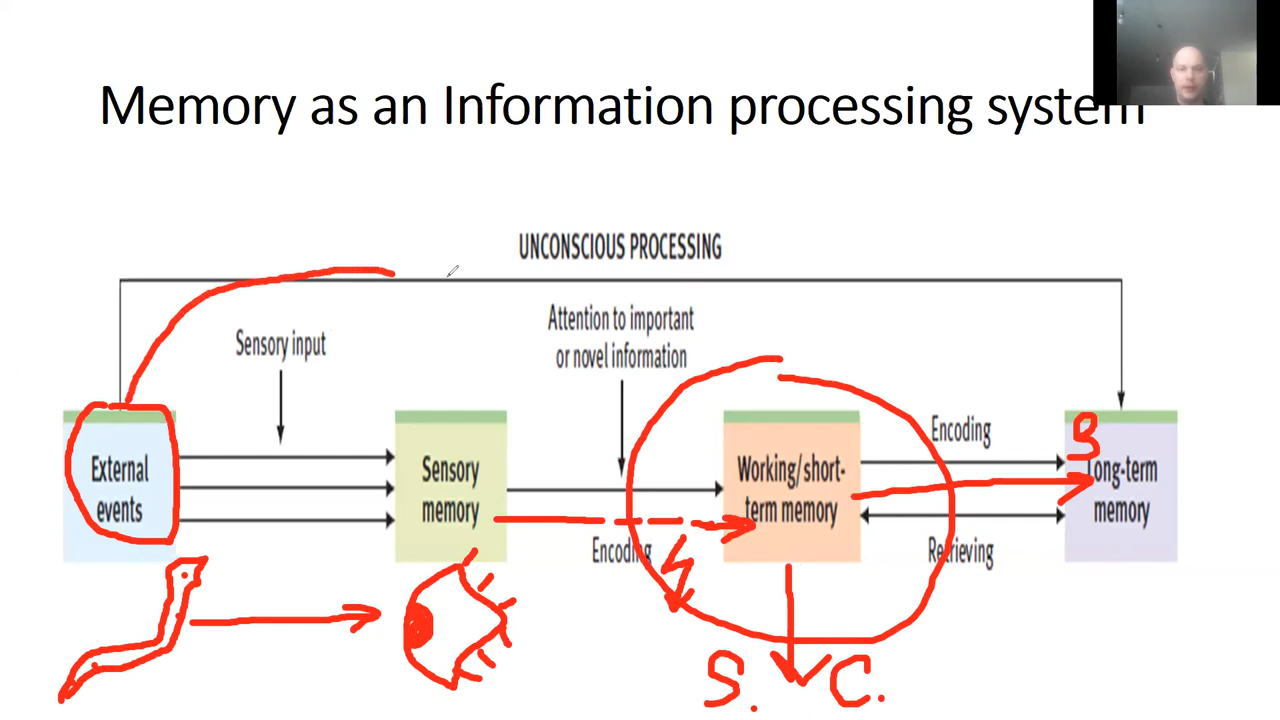 Memory as an Information processing system
UNCONSCIOUS PROCESSING
Sensory input
Attention to important
or novel information
External
events
Sensory
memory
Encoding
Working/short-
term memory
Encoding
Retrieving
Long-term
memory
B
S. C.